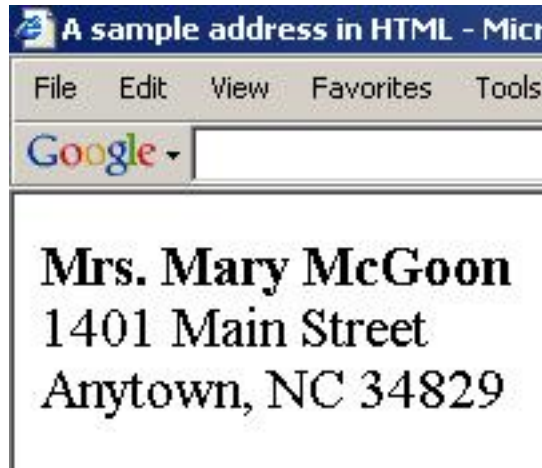 A sample address in HTML - Micr
File Edit View Favorites Tools
Google
Mrs. Mary McGoon
1401 Main Street
Anytown, NC 34829